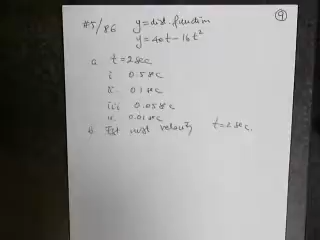 #5/86 y = dist. function ⑨
y = 40t - 16t²
a t = 2 sec
i 0.5 sec
ii 0.1 sec
iii 0.05 sec
iv 0.01 sec
b Est inst velocity t = 2 sec.